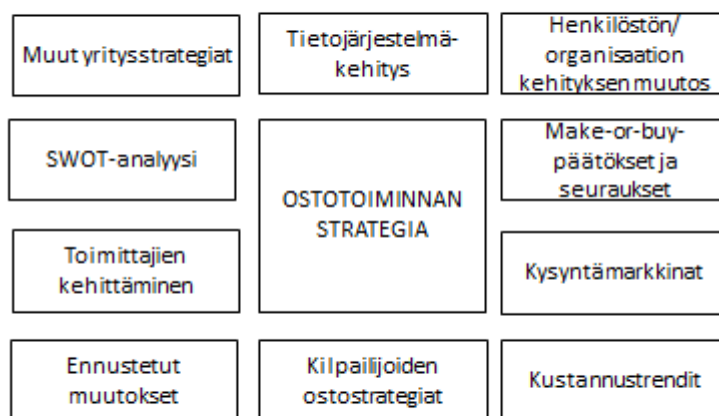 Muut yritysstrategiat
Tietojärjestelmä-
kehitys
Henkilöstön/
organisaation
kehityksen muutos
SWOT-analyysi
OSTOTOIMINNAN
STRATEGIA
Make-or-buy-
päätökset ja
seuraukset
Toimittajien
kehittäminen
Kysyntämarkkinat
Ennustetut
muutokset
Kilpailijoiden
ostostrategiat
Kustannustrendit